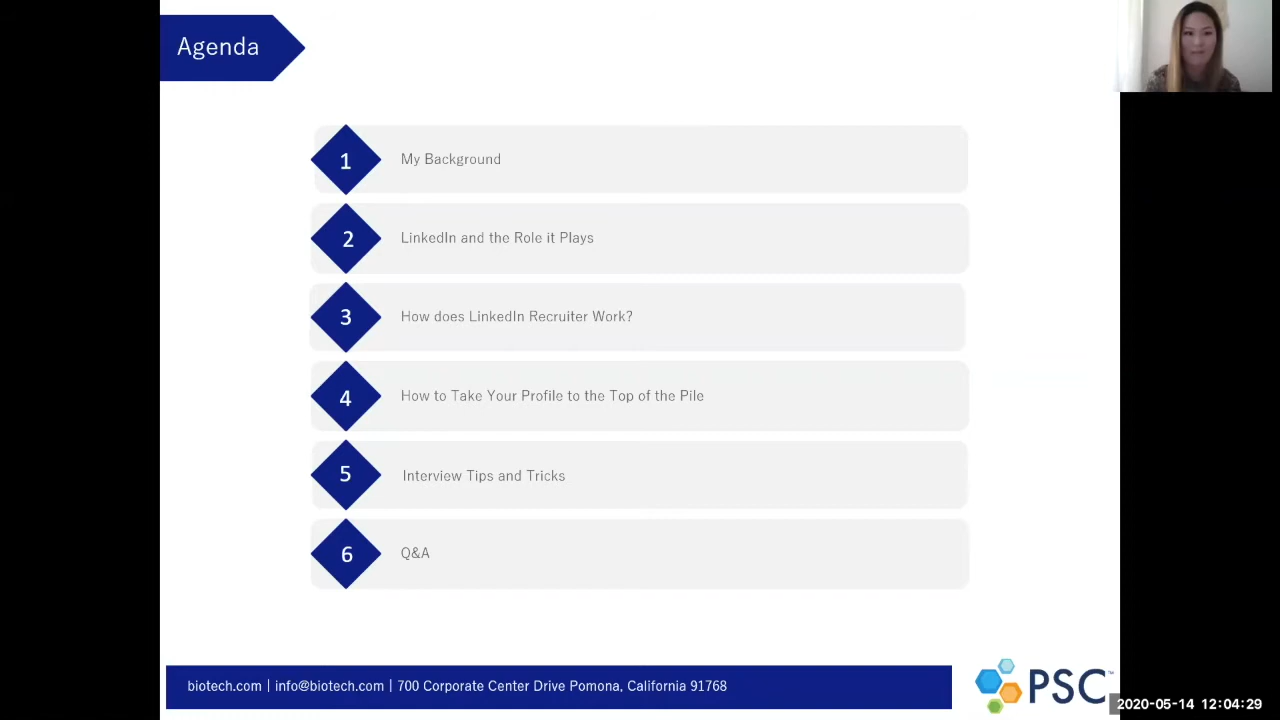 Agenda
1
My Background
2
LinkedIn and the Role it Plays
3
How does LinkedIn Recruiter Work?
4
How to Take Your Profile to the Top of the Pile
5
Interview Tips and Tricks
6
Q&A
biotech.com | info@biotech.com | 700 Corporate Center Drive Pomona, California 91768
PSC™
2020-05-14 12:04:29